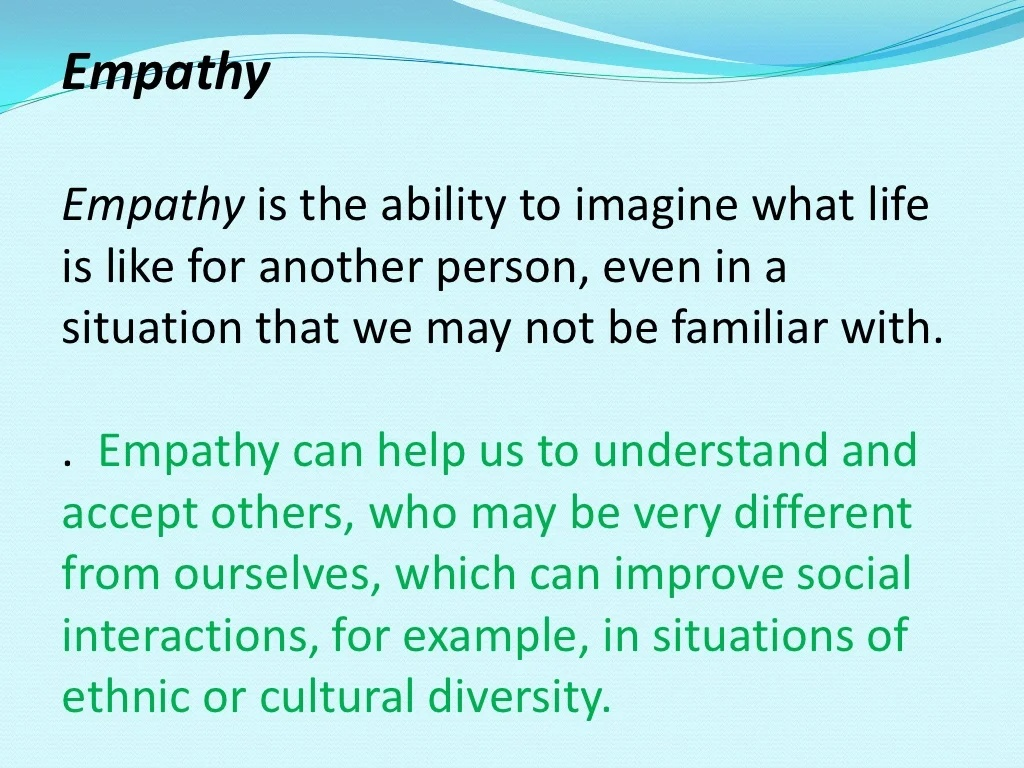 Empathy
Empathy is the ability to imagine what life
is like for another person, even in a
situation that we may not be familiar with.
. Empathy can help us to understand and
accept others, who may be very different
from ourselves, which can improve social
interactions, for example, in situations of
ethnic or cultural diversity.